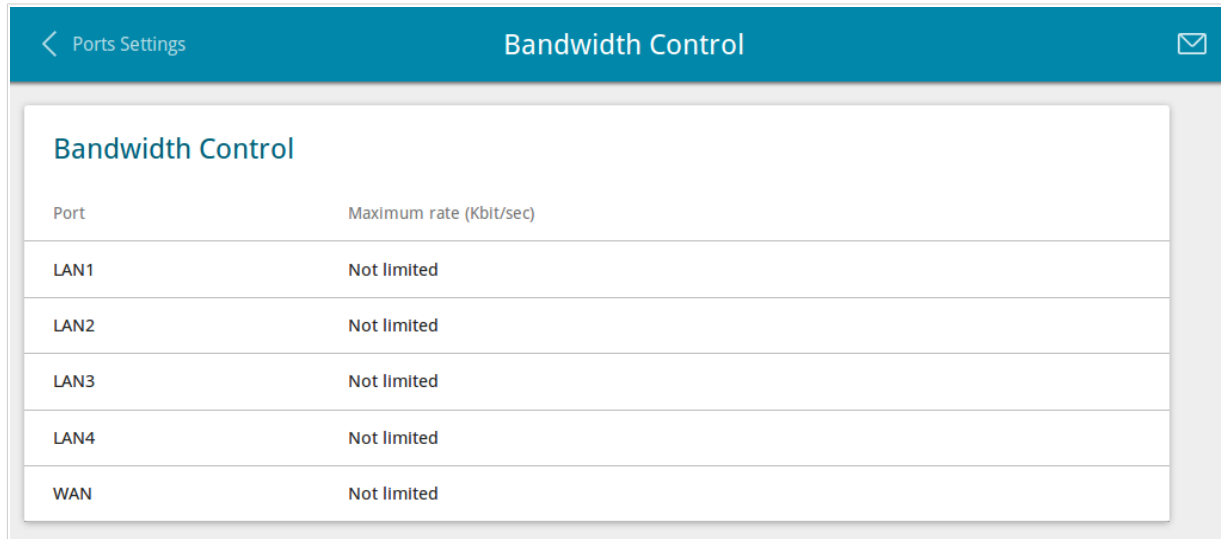 Ports Settings Bandwidth Control
Bandwidth Control
Port Maximum rate (Kbit/sec)
LAN1 Not limited
LAN2 Not limited
LAN3 Not limited
LAN4 Not limited
WAN Not limited